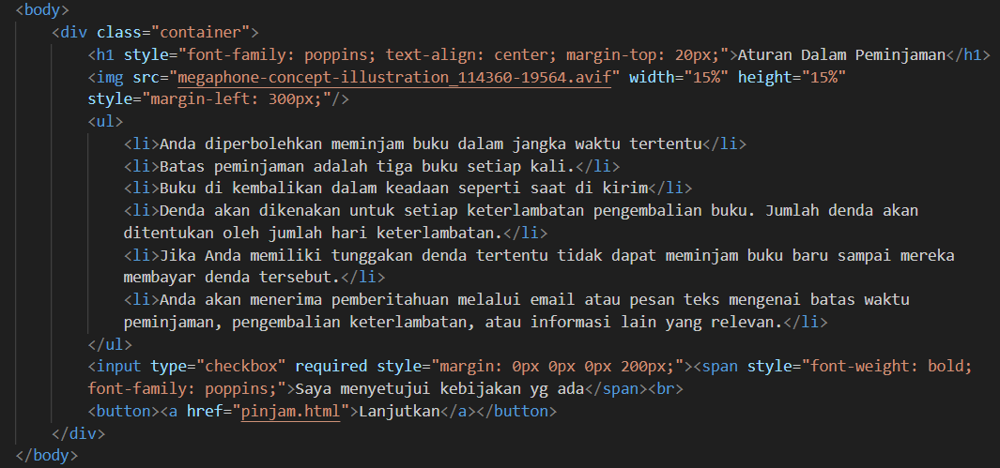 <body>
<div class="container">
<h1 style="font-family: poppins; text-align: center; margin-top: 20px;">Aturan Dalam Peminjaman</h1>
<img src="megaphone-concept-illustration_114360-19564.avif" width="15%" height="15%"
style="margin-left: 300px;"/>
<ul>
<li>Anda diperbolehkan meminjam buku dalam jangka waktu tertentu</li>
<li>Batas peminjaman adalah tiga buku setiap kali.</li>
<li>Buku di kembalikan dalam keadaan seperti saat di kirim</li>
<li>Denda akan dikenakan untuk setiap keterlambatan pengembalian buku. Jumlah denda akan
ditentukan oleh jumlah hari keterlambatan.</li>
<li>Jika Anda memiliki tunggakan denda tertentu tidak dapat meminjam buku baru sampai mereka
membayar denda tersebut.</li>
<li>Anda akan menerima pemberitahuan melalui email atau pesan teks mengenai batas waktu
peminjaman, pengembalian keterlambatan, atau informasi lain yang relevan.</li>
</ul>
<input type="checkbox" required style="margin: 0px 0px 0px 200px;"><span style="font-weight: bold;
font-family: poppins;">Saya menyetujui kebijakan yg ada</span><br>
<button><a href="pinjam.html">Lanjutkan</a></button>
</div>
</body>